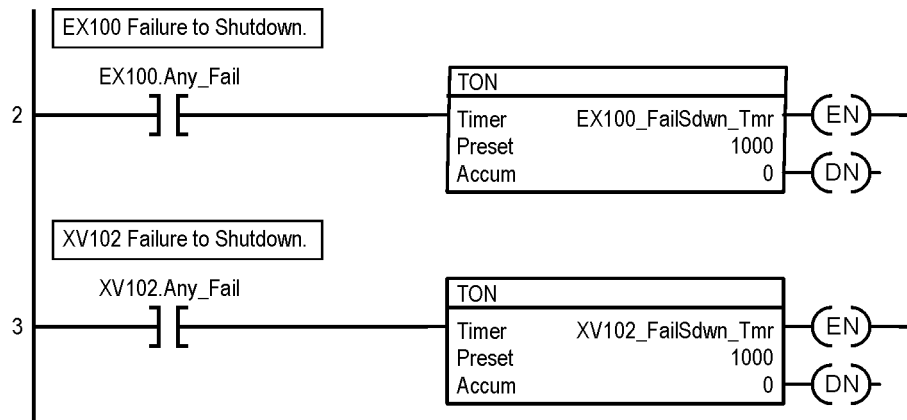 EX100 Failure to Shutdown.
EX100.Any_Fail
2
TON
Timer EX100_FailSdwn_Tmr
Preset 1000
Accum 0
EN
DN
XV102 Failure to Shutdown.
XV102.Any_Fail
3
TON
Timer XV102_FailSdwn_Tmr
Preset 1000
Accum 0
EN
DN